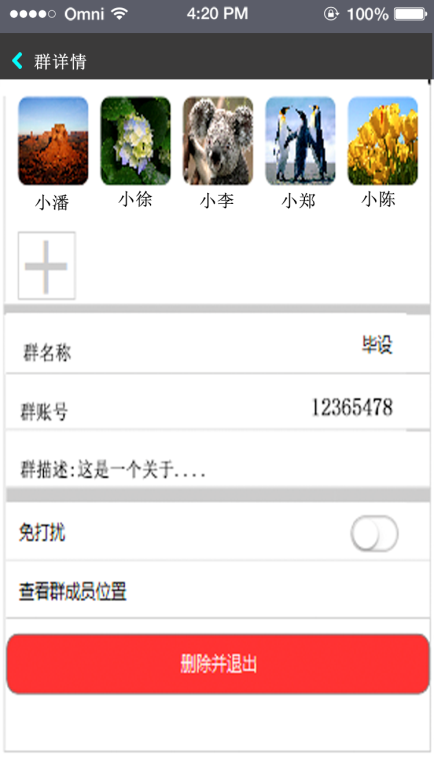 Omni 4:20 PM 100%
群详情
小潘 小徐 小李 小郑 小陈
群名称 毕设
群账号 12365478
群描述:这是一个关于....
免打扰
查看群成员位置
删除并退出